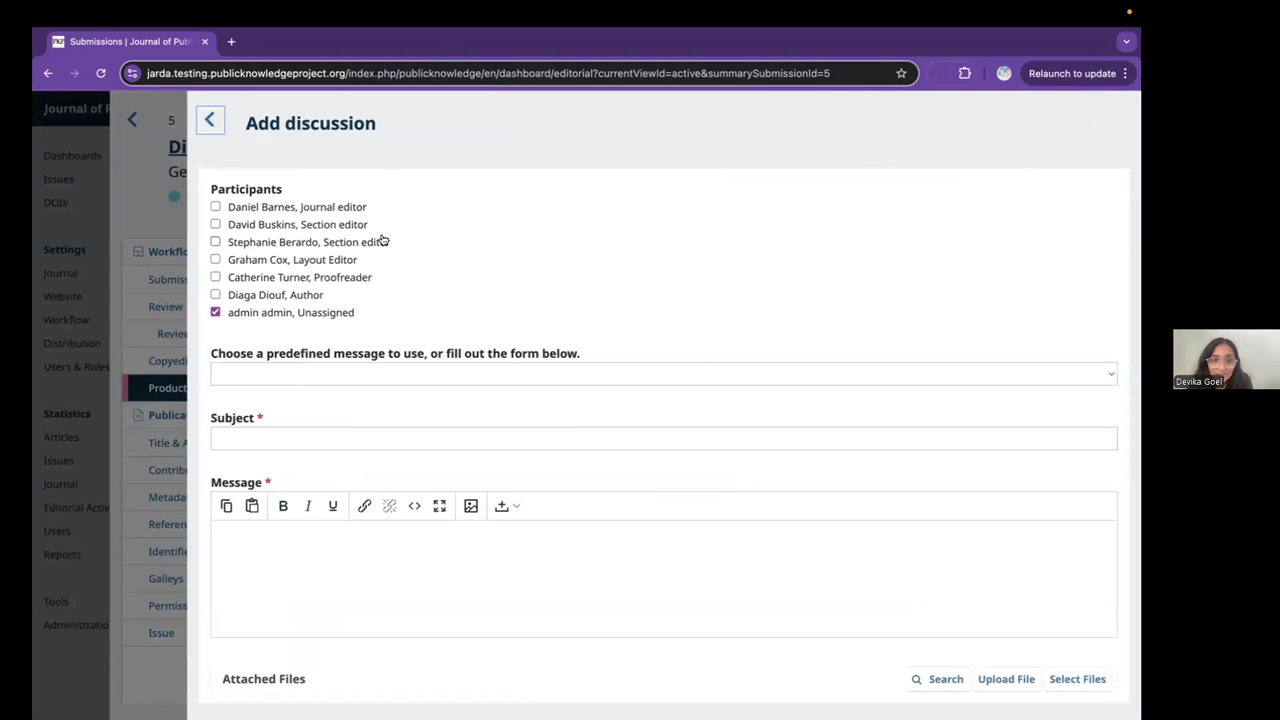 Submissions | Journal of Publ
jarda.testing.publicknowledgeproject.org/index.php/publicknowledge/en/dashboard/editorial?currentViewId=active&summarySubmissionId=5
Relaunch to update
Journal of P
Dashboards
Issues
DOIs
Settings
Journal
Website
Workflow
Distribution
Users & Roles
Statistics
Articles
Issues
Journal
Editorial Activ
Users
Reports
Tools
Administratio
5
Di
Ge
Workflo
Submiss
Review
Review
Copyedi
Product
Publica
Title & A
Contrib
Metada
Referen
Identifi
Galleys
Permiss
Issue
Add discussion
Participants
Daniel Barnes, Journal editor
David Buskins, Section editor
Stephanie Berardo, Section editor
Graham Cox, Layout Editor
Catherine Turner, Proofreader
Diaga Diouf, Author
admin admin, Unassigned
Choose a predefined message to use, or fill out the form below.
Subject *
Message *
B I U
Attached Files
Search
Upload File
Select Files
Devika Goel